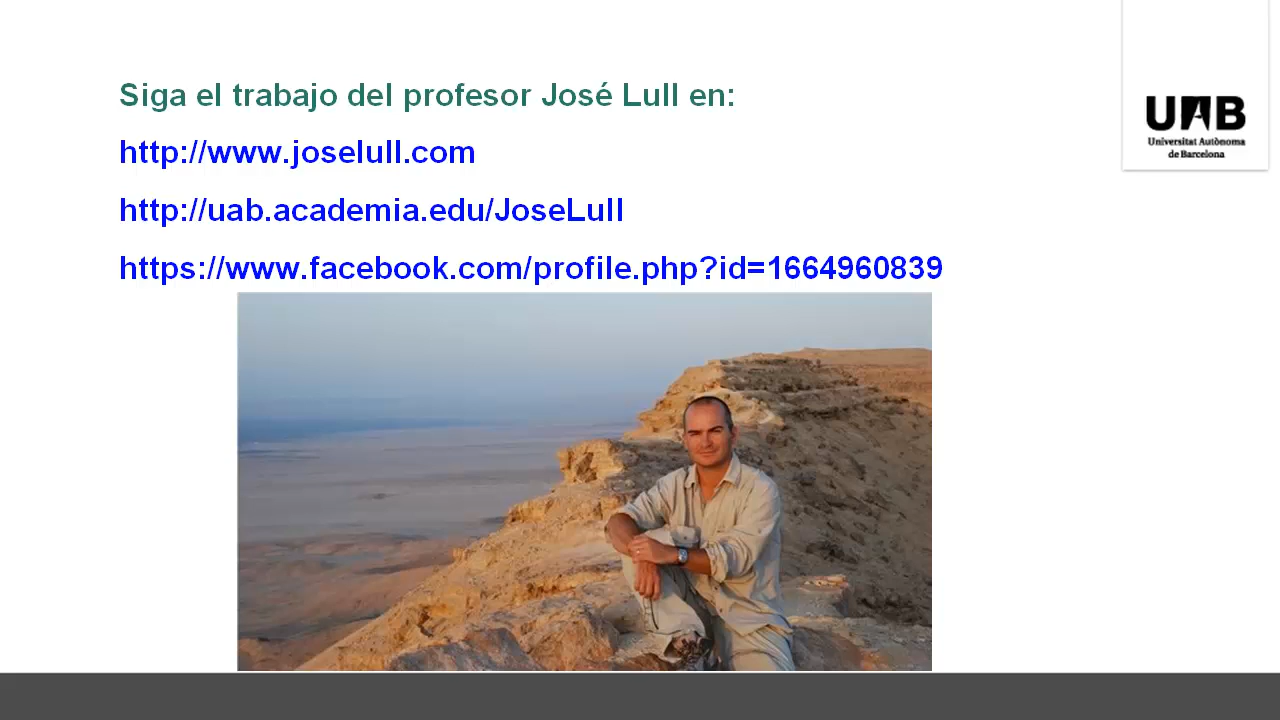 Siga el trabajo del profesor José Lull en:
http://www.joselull.com
http://uab.academia.edu/JoseLull
https://www.facebook.com/profile.php?id=1664960839
UAB
Universitat Autònoma
de Barcelona